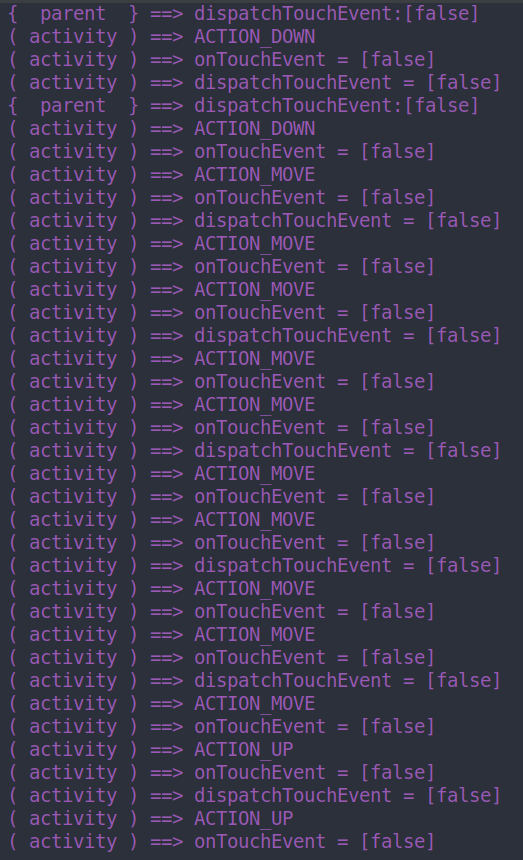 {  parent  } ==> dispatchTouchEvent:[false]
( activity ) ==> ACTION_DOWN
( activity ) ==> onTouchEvent = [false]
( activity ) ==> dispatchTouchEvent = [false]
{  parent  } ==> dispatchTouchEvent:[false]
( activity ) ==> ACTION_DOWN
( activity ) ==> onTouchEvent = [false]
( activity ) ==> ACTION_MOVE
( activity ) ==> onTouchEvent = [false]
( activity ) ==> dispatchTouchEvent = [false]
( activity ) ==> ACTION_MOVE
( activity ) ==> onTouchEvent = [false]
( activity ) ==> ACTION_MOVE
( activity ) ==> onTouchEvent = [false]
( activity ) ==> dispatchTouchEvent = [false]
( activity ) ==> ACTION_MOVE
( activity ) ==> onTouchEvent = [false]
( activity ) ==> ACTION_MOVE
( activity ) ==> onTouchEvent = [false]
( activity ) ==> dispatchTouchEvent = [false]
( activity ) ==> ACTION_MOVE
( activity ) ==> onTouchEvent = [false]
( activity ) ==> ACTION_MOVE
( activity ) ==> onTouchEvent = [false]
( activity ) ==> dispatchTouchEvent = [false]
( activity ) ==> ACTION_MOVE
( activity ) ==> onTouchEvent = [false]
( activity ) ==> ACTION_MOVE
( activity ) ==> onTouchEvent = [false]
( activity ) ==> dispatchTouchEvent = [false]
( activity ) ==> ACTION_MOVE
( activity ) ==> onTouchEvent = [false]
( activity ) ==> ACTION_UP
( activity ) ==> onTouchEvent = [false]
( activity ) ==> dispatchTouchEvent = [false]
( activity ) ==> ACTION_UP
( activity ) ==> onTouchEvent = [false]